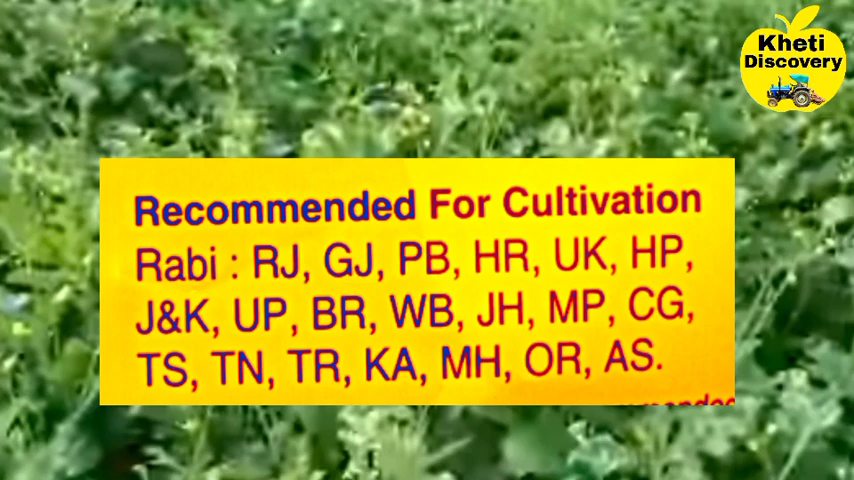 Kheti
Discovery
Recommended For Cultivation
Rabi : RJ, GJ, PB, HR, UK, HP,
J&K, UP, BR, WB, JH, MP, CG,
TS, TN, TR, KA, MH, OR, AS.